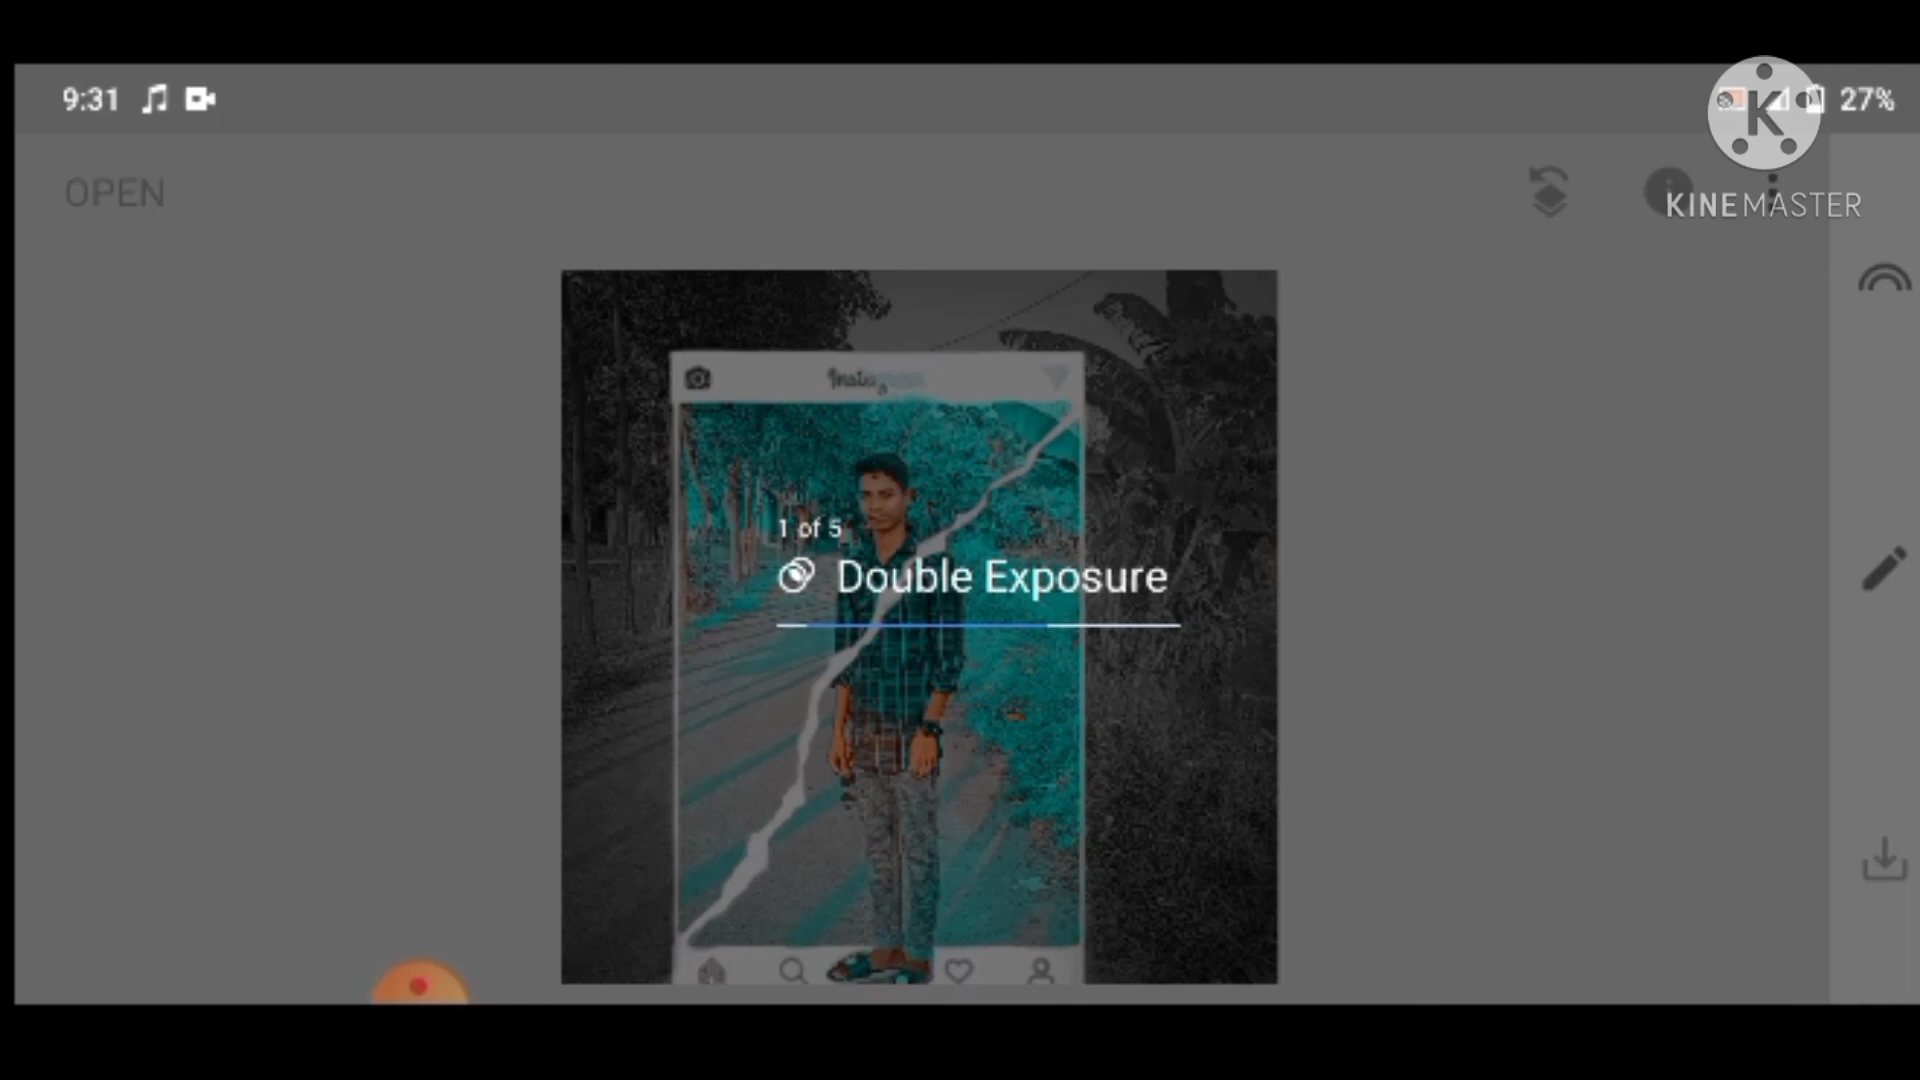 9:31
27%
OPEN
KINEMASTER
1 of 5
Double Exposure